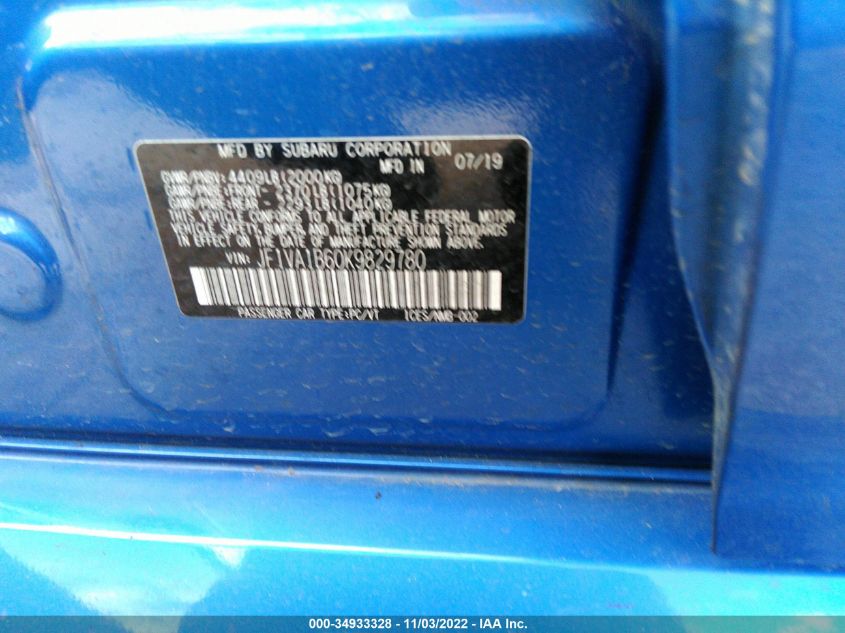 MFD BY SUBARU CORPORATION
MFD IN 07/19
GVWR/PNBV: 4409LB(2000KG)
GAWR/PNBE:FRONT- 2370LB(1075KG)
GAWR/PNBE:REAR- 2293LB(1040KG)
THIS VEHICLE CONFORMS TO ALL APPLICABLE FEDERAL MOTOR
VEHICLE SAFETY, BUMPER, AND THEFT PREVENTION STANDARDS
IN EFFECT ON THE DATE OF MANUFACTURE SHOWN ABOVE.
VIN: JF1VA1B60K9829780
PASSENGER CAR TYPE:PC/VT ICES/NMB-002
000-34933328 - 11/03/2022 - IAA Inc.